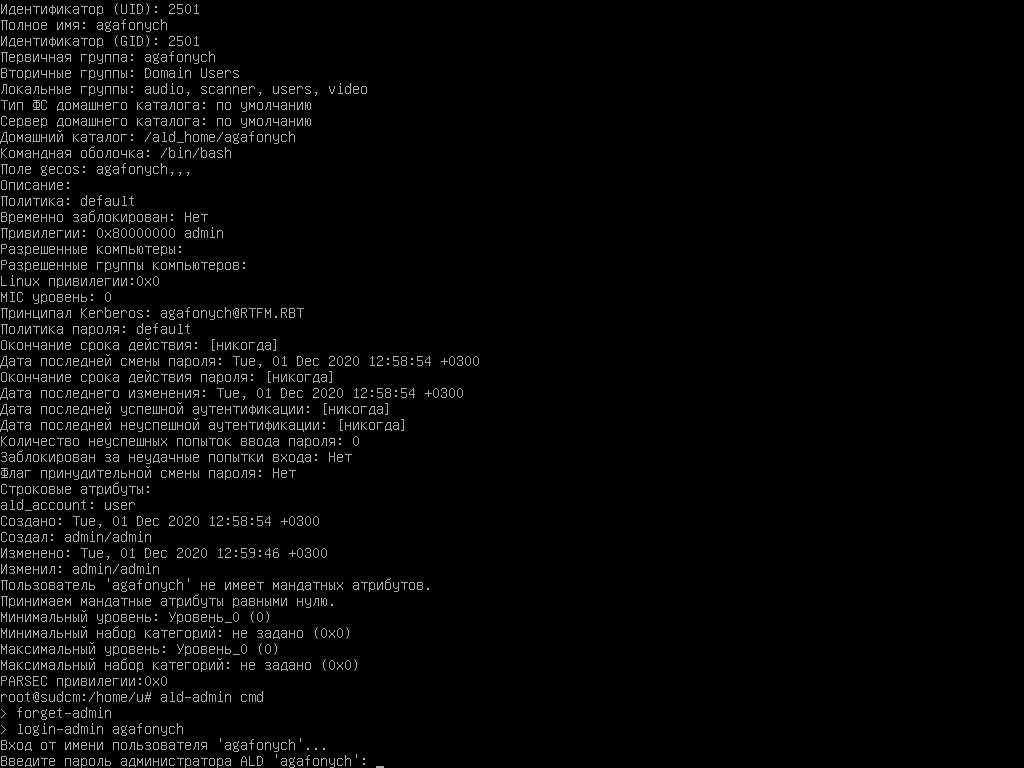 Идентификатор (UID): 2501
Полное имя: agafonych
Идентификатор (GID): 2501
Первичная группа: agafonych
Вторичные группы: Domain Users
Локальные группы: audio, scanner, users, video
Тип ФС домашнего каталога: по умолчанию
Сервер домашнего каталога: по умолчанию
Домашний каталог: /ald_home/agafonych
Командная оболочка: /bin/bash
Поле gecos: agafonych,,,
Описание:
Политика: default
Временно заблокирован: Нет
Привилегии: 0x80000000 admin
Разрешенные компьютеры:
Разрешенные группы компьютеров:
Linux привилегии:0x0
MIC уровень: 0
Принципал Kerberos: agafonych@RTFM.RBT
Политика пароля: default
Окончание срока действия: [никогда]
Дата последней смены пароля: Tue, 01 Dec 2020 12:58:54 +0300
Окончание срока действия пароля: [никогда]
Дата последнего изменения: Tue, 01 Dec 2020 12:58:54 +0300
Дата последней успешной аутентификации: [никогда]
Дата последней неуспешной аутентификации: [никогда]
Количество неуспешных попыток ввода пароля: 0
Заблокирован за неудачные попытки входа: Нет
Флаг принудительной смены пароля: Нет
Строковые атрибуты:
ald_account: user
Создано: Tue, 01 Dec 2020 12:58:54 +0300
Создал: admin/admin
Изменено: Tue, 01 Dec 2020 12:59:46 +0300
Изменил: admin/admin
Пользователь 'agafonych' не имеет мандатных атрибутов.
Принимаем мандатные атрибуты равными нулю.
Минимальный уровень: Уровень_0 (0)
Минимальный набор категорий: не задано (0x0)
Максимальный уровень: Уровень_0 (0)
Максимальный набор категорий: не задано (0x0)
PARSEC привилегии:0x0
root@sudcm:/home/u# ald-admin cmd
> forget-admin
> login-admin agafonych
Вход от имени пользователя 'agafonych'...
Введите пароль администратора ALD 'agafonych': _